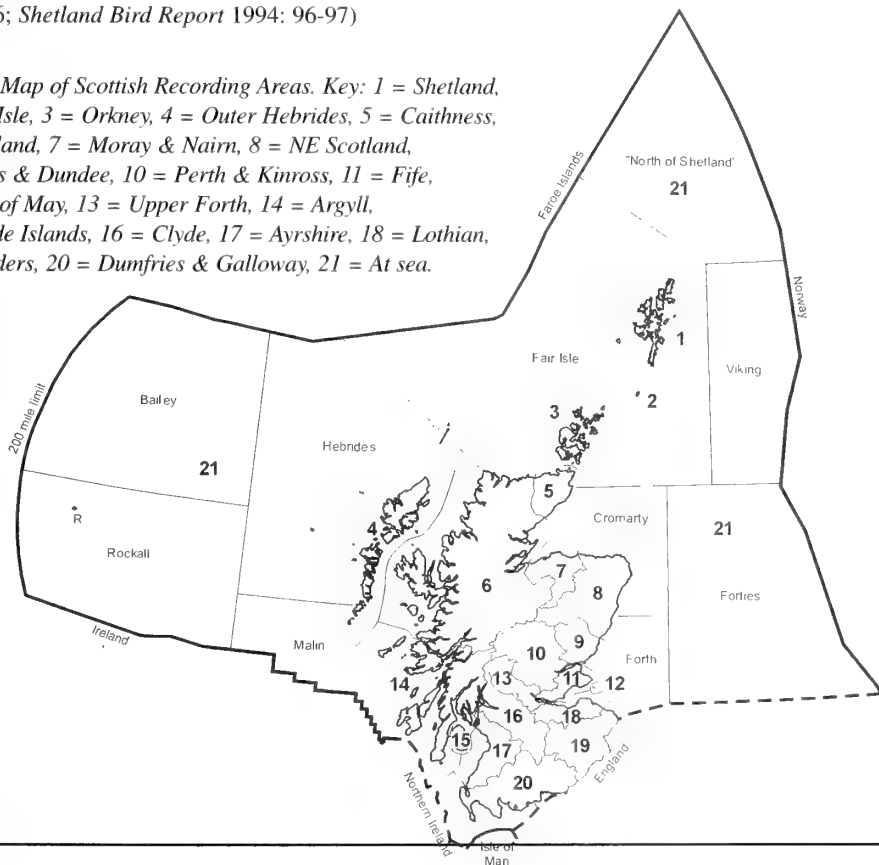 6; Shetland Bird Report 1994: 96-97)
Map of Scottish Recording Areas. Key: 1 = Shetland,
Isle, 3 = Orkney, 4 = Outer Hebrides, 5 = Caithness,
land, 7 = Moray & Nairn, 8 = NE Scotland,
s & Dundee, 10 = Perth & Kinross, 11 = Fife,
of May, 13 = Upper Forth, 14 = Argyll,
de Islands, 16 = Clyde, 17 = Ayrshire, 18 = Lothian,
ders, 20 = Dumfries & Galloway, 21 = At sea.
'North of Shetland'
21
Faroe Islands
Norway
1
Fair Isle
Viking
2
Bailey
3
200 mile limit
Hebrides
21
5
R
Cromarty
21
4
Rockall
7
6
8
Forties
Ireland
Malin
9
10
Forth
14
13
11
12
16
18
15
17
19
England
20
Northern Ireland
Isle of
Man